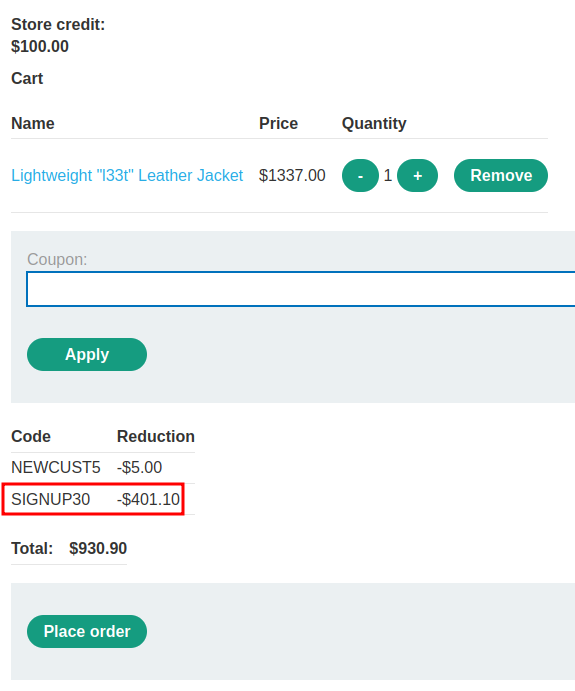 Store credit:
$100.00
Cart
Name Price Quantity
Lightweight "l33t" Leather Jacket $1337.00 - 1 + Remove
Coupon:
Apply
Code Reduction
NEWCUST5 -$5.00
SIGNUP30 -$401.10
Total: $930.90
Place order